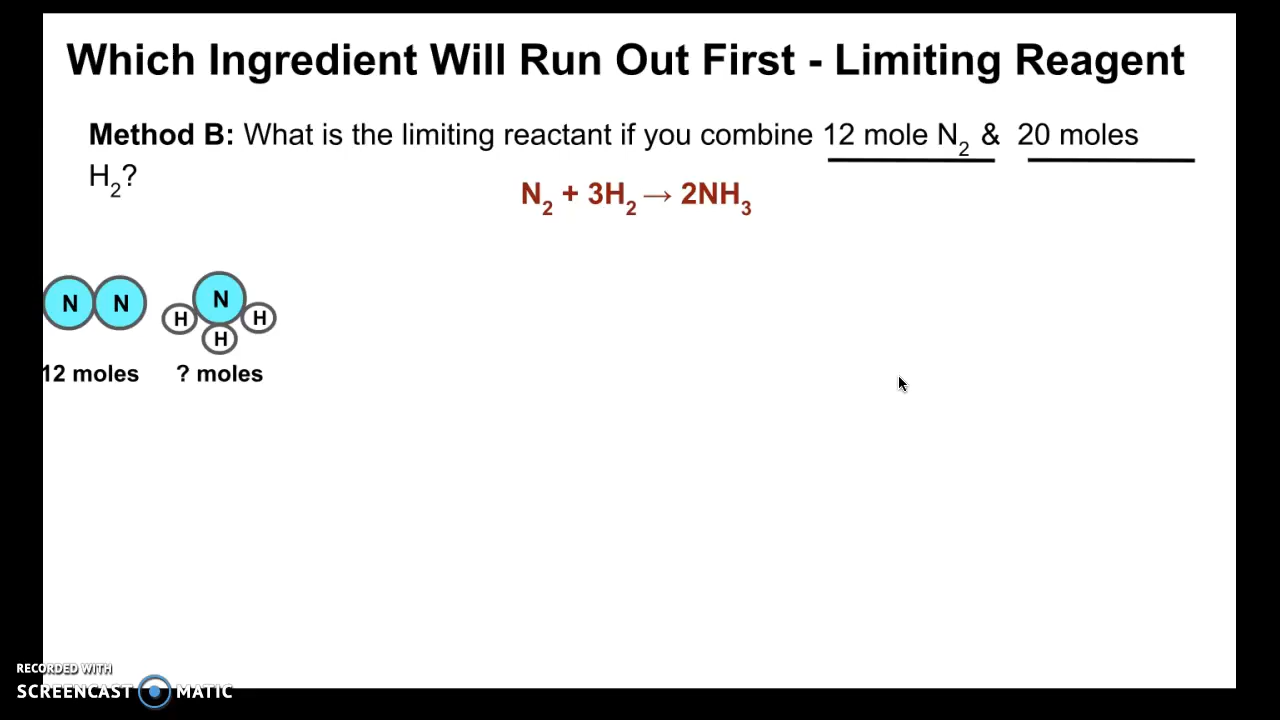 Which Ingredient Will Run Out First - Limiting Reagent
Method B: What is the limiting reactant if you combine 12 mole N₂ & 20 moles
H₂?
N₂ + 3H₂ → 2NH₃
N N
N
H H
H
12 moles ? moles
RECORDED WITH
SCREENCAST MATIC